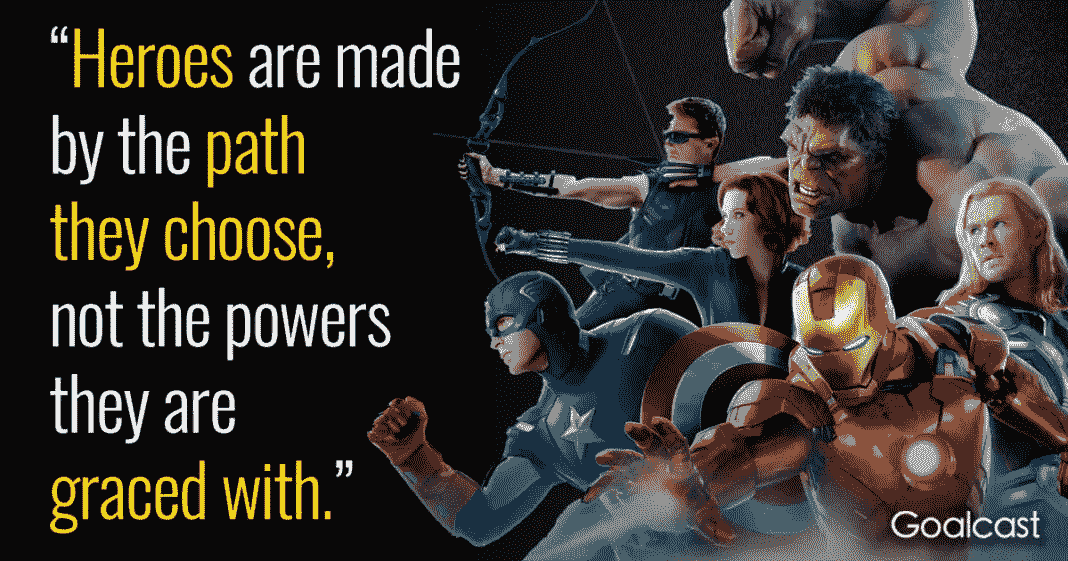 “Heroes are made
by the path
they choose,
not the powers
they are
graced with.”
Goalcast